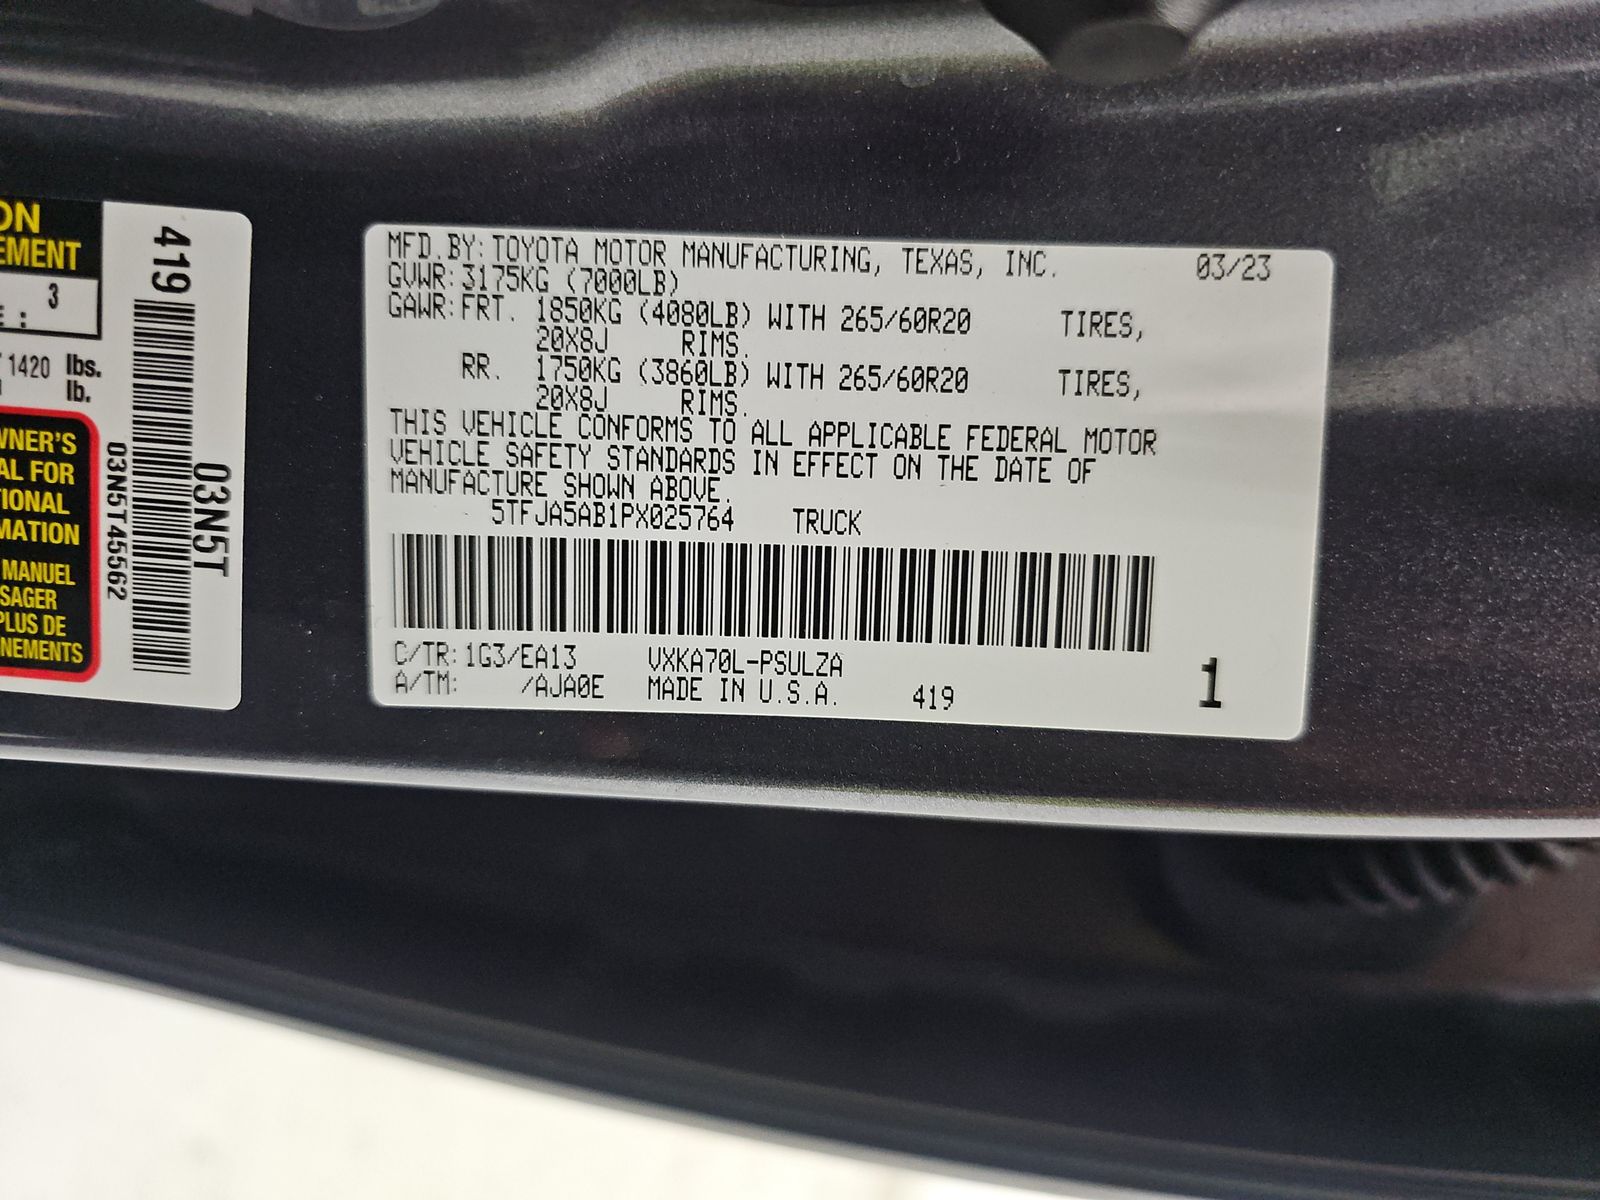 MFD.BY: TOYOTA MOTOR MANUFACTURING, TEXAS, INC. 03/23
GVWR: 3175KG (7000LB)
GAWR: FRT. 1850KG (4080LB) WITH 265/60R20 TIRES,
20X8J RIMS.
RR. 1750KG (3860LB) WITH 265/60R20 TIRES,
20X8J RIMS.
THIS VEHICLE CONFORMS TO ALL APPLICABLE FEDERAL MOTOR
VEHICLE SAFETY STANDARDS IN EFFECT ON THE DATE OF
MANUFACTURE SHOWN ABOVE.
5TFJA5AB1PX025764 TRUCK
C/TR: 1G3/EA13 VXKA70L-PSULZA
A/TM: /AJA0E MADE IN U.S.A. 419
1
ON
EMENT
E : 3
1420 lbs.
lb.
WNER'S
AL FOR
TIONAL
MATION
MANUEL
SAGER
PLUS DE
NEMENTS
419
03N5T
03N5T45562